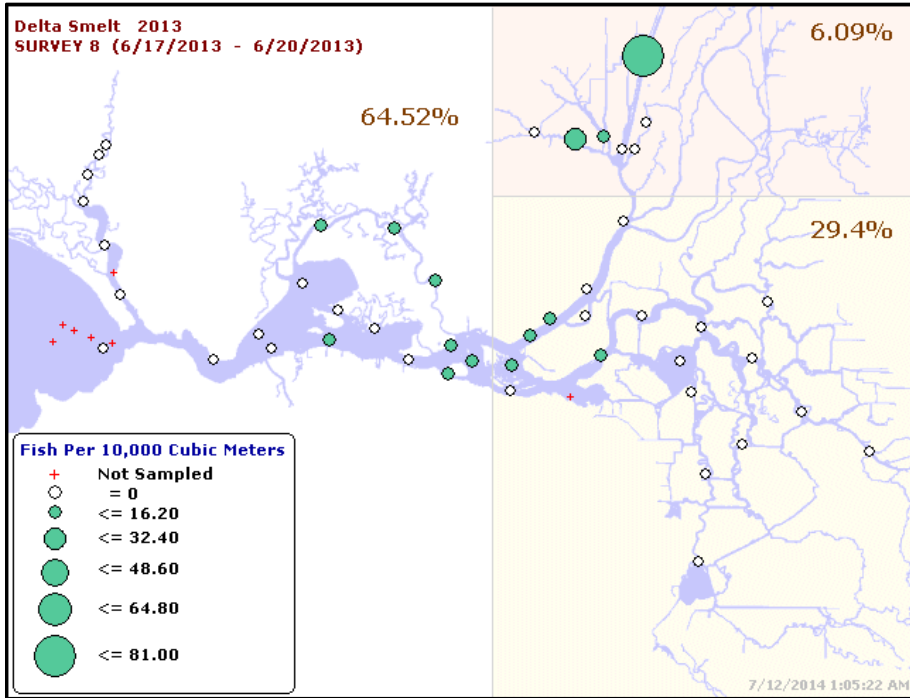 Delta Smelt 2013
SURVEY 8 (6/17/2013 - 6/20/2013)
6.09%
64.52%
29.4%
Fish Per 10,000 Cubic Meters
Not Sampled
= 0
<= 16.20
<= 32.40
<= 48.60
<= 64.80
<= 81.00
7/12/2014 1:05:22 AM